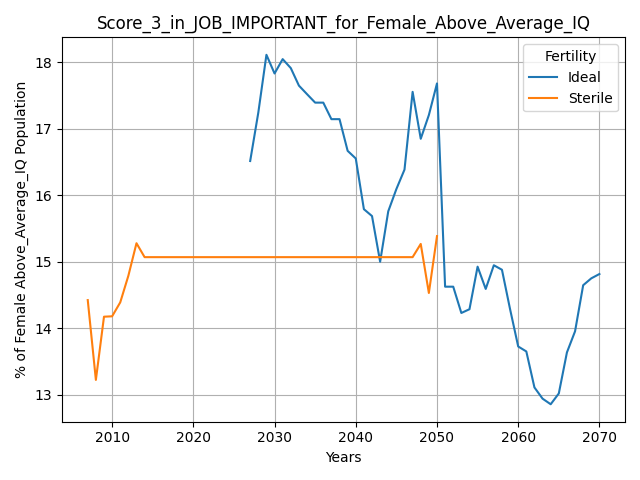 Score_3_in_JOB_IMPORTANT_for_Female_Above_Average_IQ
Fertility
Ideal
Sterile
% of Female Above_Average_IQ Population
18
17
16
15
14
13
2010
2020
2030
2040
2050
2060
2070
Years